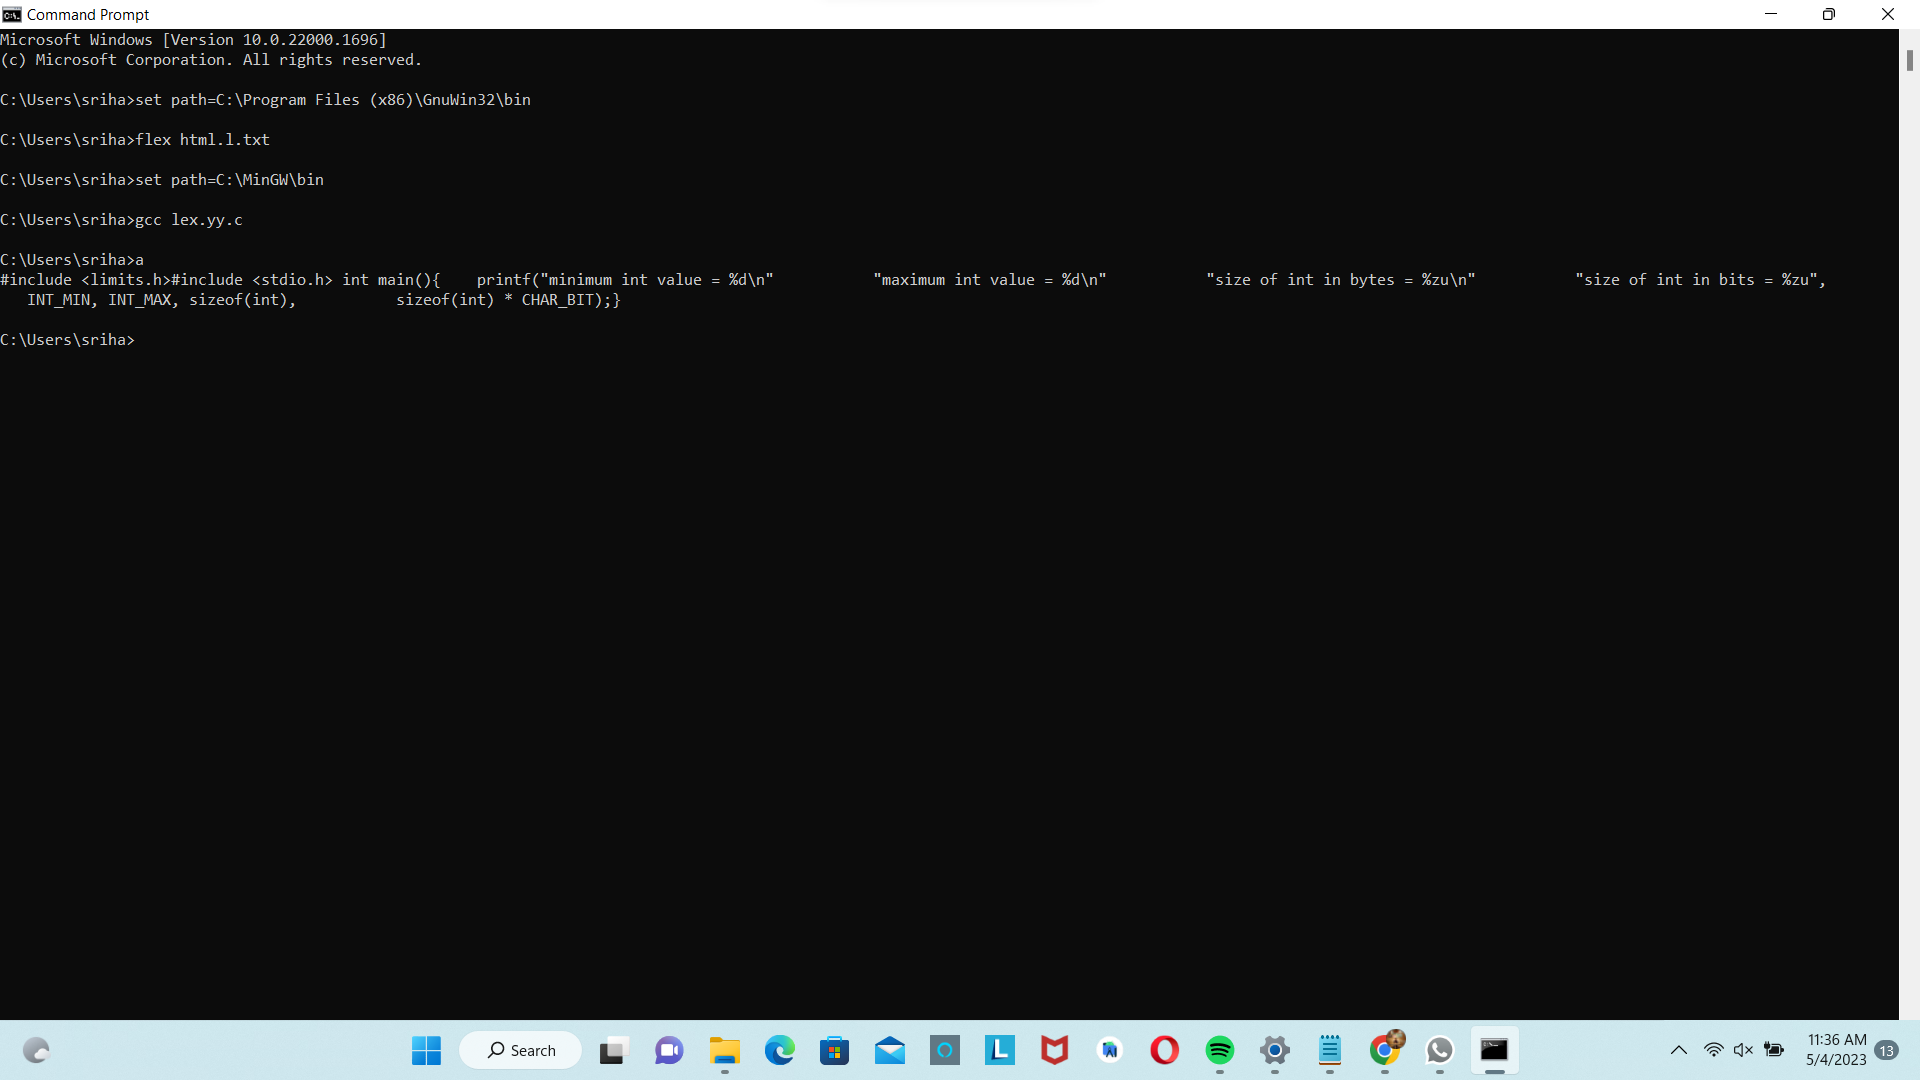 Command Prompt
Microsoft Windows [Version 10.0.22000.1696]
(c) Microsoft Corporation. All rights reserved.
C:\Users\sriha>set path=C:\Program Files (x86)\GnuWin32\bin
C:\Users\sriha>flex html.l.txt
C:\Users\sriha>set path=C:\MinGW\bin
C:\Users\sriha>gcc lex.yy.c
C:\Users\sriha>a
#include <limits.h>#include <stdio.h> int main(){    printf("minimum int value = %d\n"           "maximum int value = %d\n"           "size of int in bytes = %zu\n"           "size of int in bits = %zu",
   INT_MIN, INT_MAX, sizeof(int),           sizeof(int) * CHAR_BIT);}
C:\Users\sriha>
Search
11:36 AM
5/4/2023
13